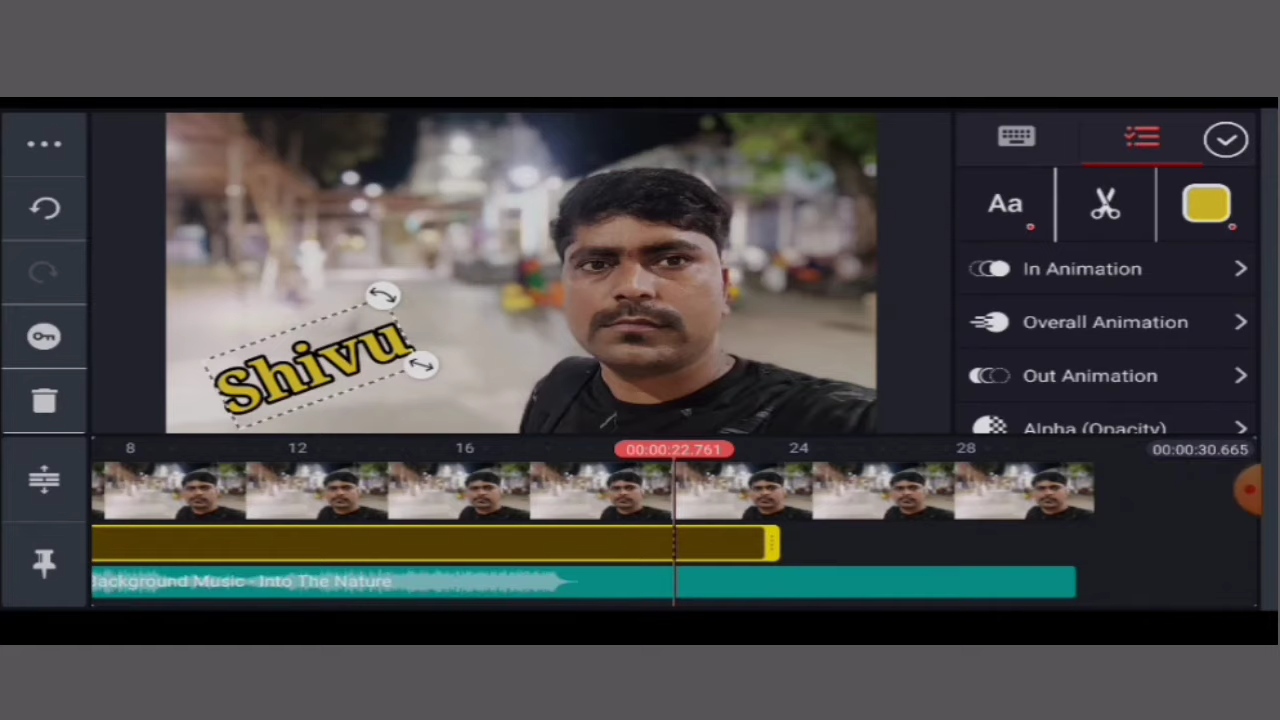 Aa
In Animation
Overall Animation
Out Animation
Alpha (Opacity)
Shivu
8 12 16 00:00:22.761 24 28 00:00:30.665
Background Music - Into The Nature